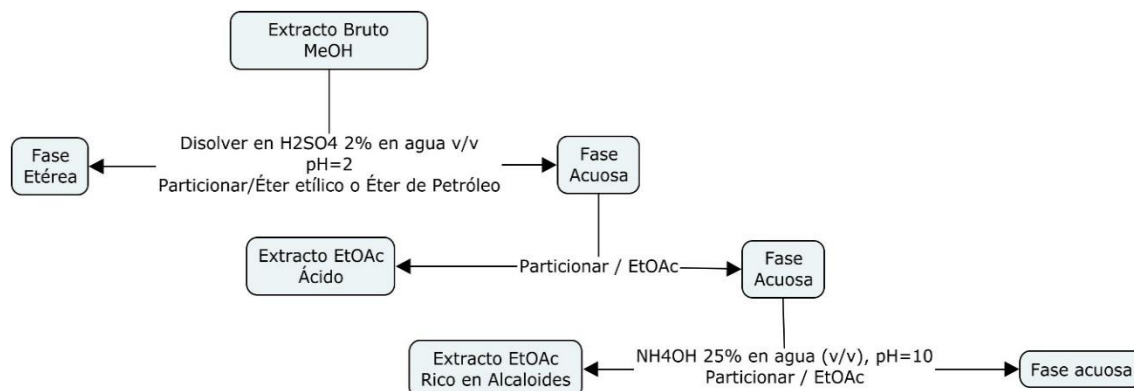 Extracto Bruto
MeOH
Disolver en H2SO4 2% en agua v/v
pH=2
Particionar/Éter etílico o Éter de Petróleo
Fase
Etérea
Fase
Acuosa
Particionar / EtOAc
Extracto EtOAc
Ácido
Fase
Acuosa
NH4OH 25% en agua (v/v), pH=10
Particionar / EtOAc
Extracto EtOAc
Rico en Alcaloides
Fase acuosa